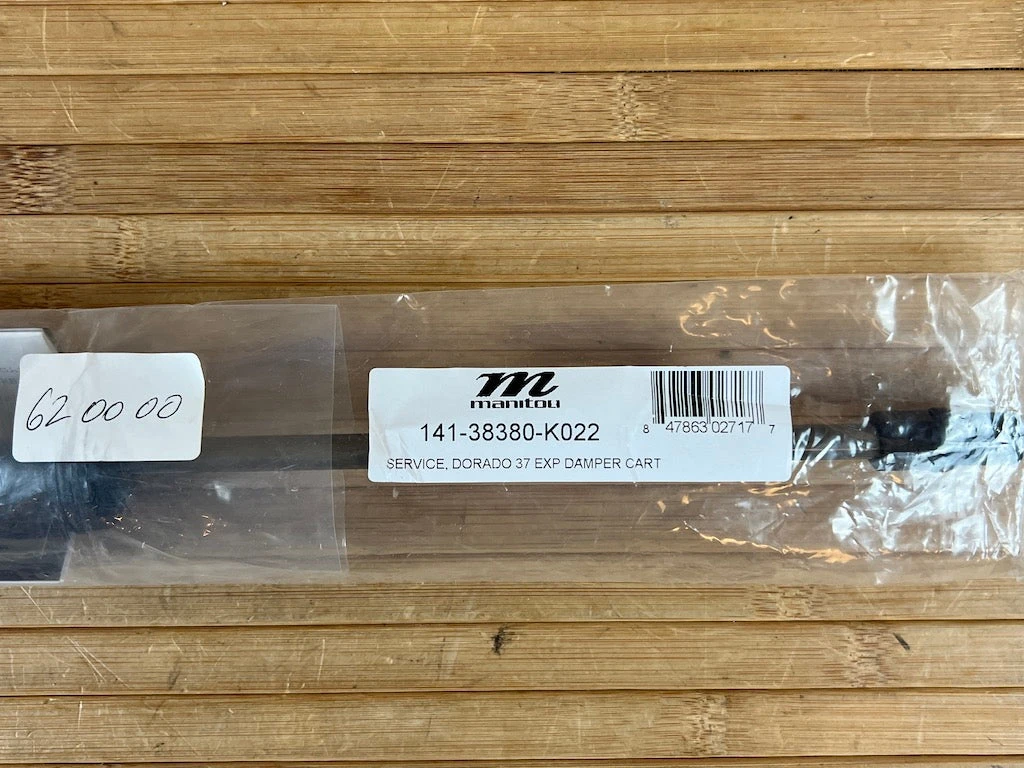 62 00 00
m
manitou
141-38380-K022
8 47863 02717 7
SERVICE, DORADO 37 EXP DAMPER CART